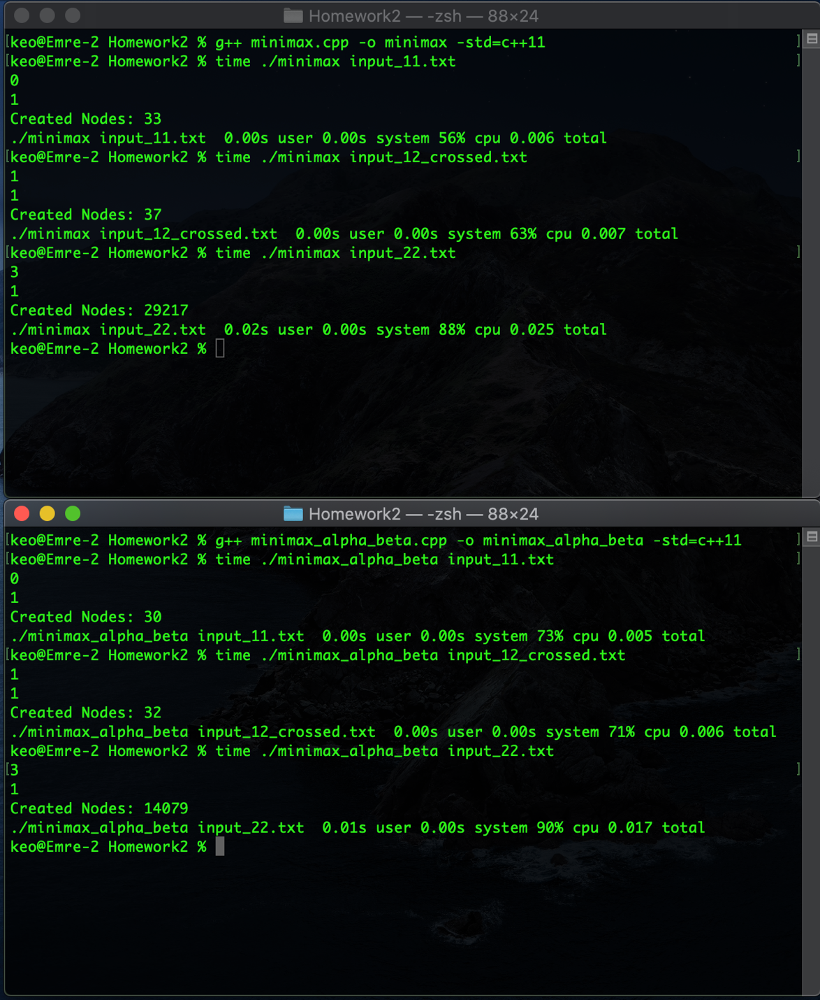 Homework2 — -zsh — 88×24
[keo@Emre-2 Homework2 % g++ minimax.cpp -o minimax -std=c++11 ]
[keo@Emre-2 Homework2 % time ./minimax input_11.txt ]
0
1
Created Nodes: 33
./minimax input_11.txt  0.00s user 0.00s system 56% cpu 0.006 total
[keo@Emre-2 Homework2 % time ./minimax input_12_crossed.txt ]
1
1
Created Nodes: 37
./minimax input_12_crossed.txt  0.00s user 0.00s system 63% cpu 0.007 total
[keo@Emre-2 Homework2 % time ./minimax input_22.txt ]
3
1
Created Nodes: 29217
./minimax input_22.txt  0.02s user 0.00s system 88% cpu 0.025 total
keo@Emre-2 Homework2 %
Homework2 — -zsh — 88×24
[keo@Emre-2 Homework2 % g++ minimax_alpha_beta.cpp -o minimax_alpha_beta -std=c++11 ]
[keo@Emre-2 Homework2 % time ./minimax_alpha_beta input_11.txt ]
0
1
Created Nodes: 30
./minimax_alpha_beta input_11.txt  0.00s user 0.00s system 73% cpu 0.005 total
[keo@Emre-2 Homework2 % time ./minimax_alpha_beta input_12_crossed.txt ]
1
1
Created Nodes: 32
./minimax_alpha_beta input_12_crossed.txt  0.00s user 0.00s system 71% cpu 0.006 total
keo@Emre-2 Homework2 % time ./minimax_alpha_beta input_22.txt
[3 ]
1
Created Nodes: 14079
./minimax_alpha_beta input_22.txt  0.01s user 0.00s system 90% cpu 0.017 total
keo@Emre-2 Homework2 %